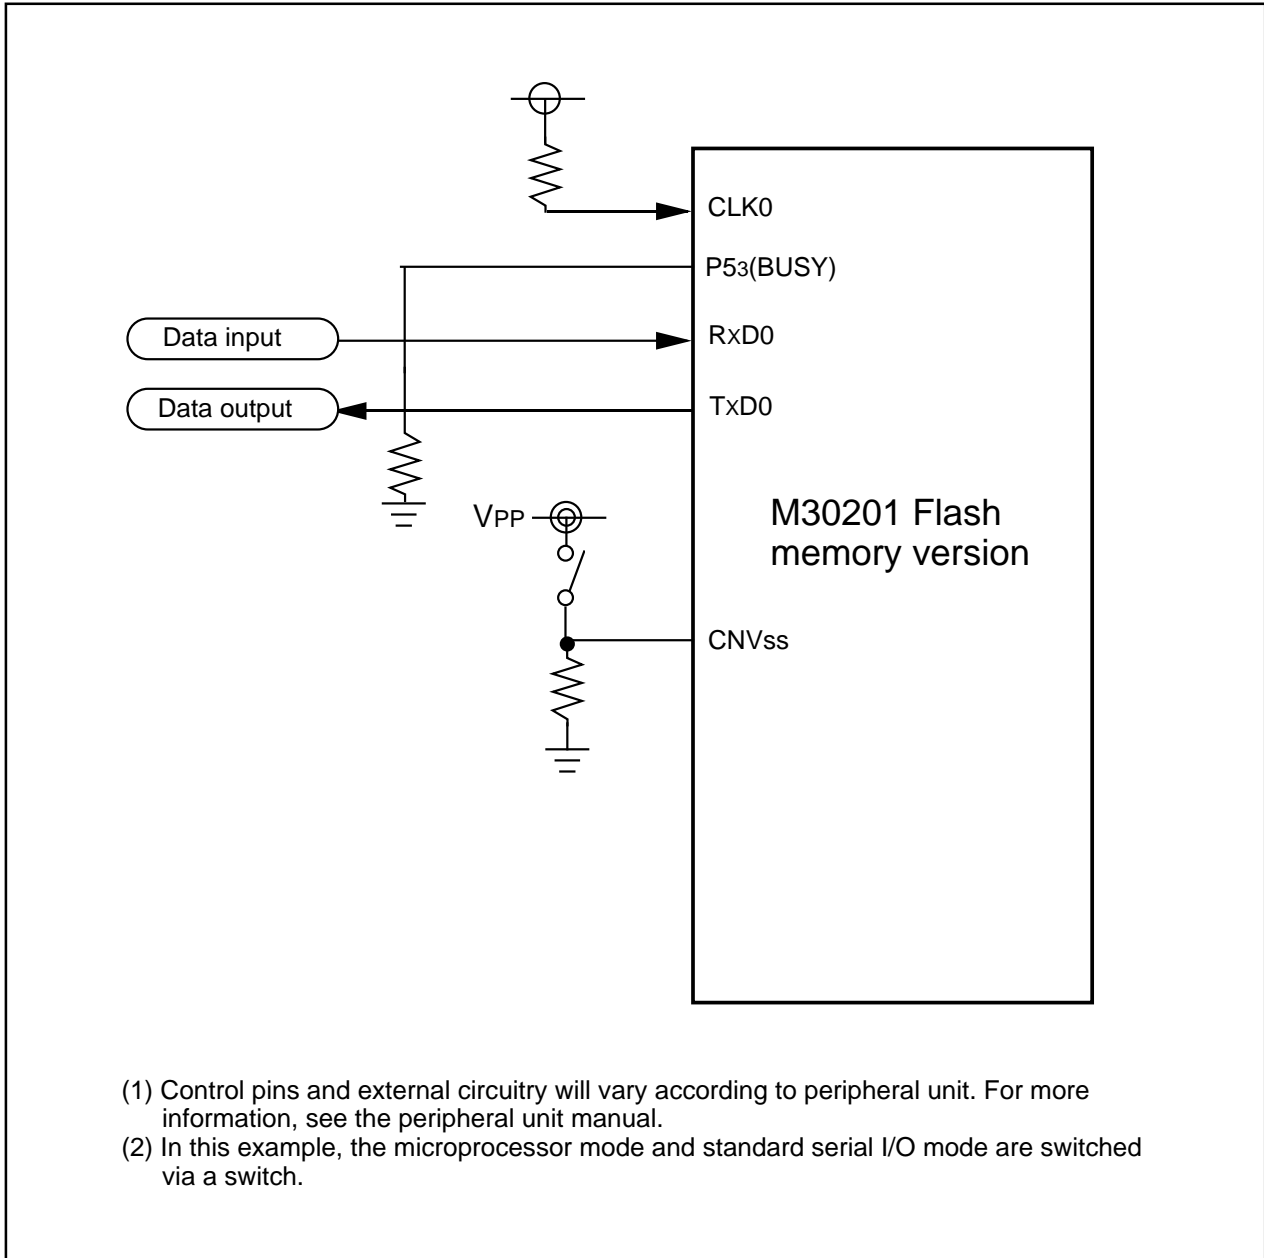 CLK0
P53(BUSY)
Data input
RXD0
Data output
TXD0
M30201 Flash
memory version
VPP
CNVss
(1) Control pins and external circuitry will vary according to peripheral unit. For more
information, see the peripheral unit manual.
(2) In this example, the microprocessor mode and standard serial I/O mode are switched
via a switch.